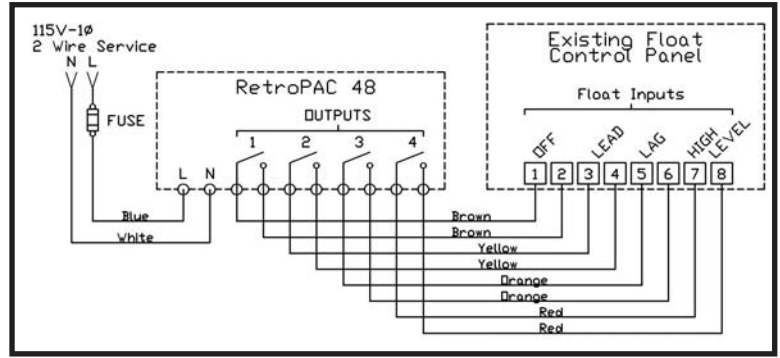 115V-1Ø
2 Wire Service
N L
FUSE
RetroPAC 48
OUTPUTS
1 2 3 4
L N
Existing Float
Control Panel
Float Inputs
OFF LEAD LAG HIGH LEVEL
1 2 3 4 5 6 7 8
Blue
White
Brown
Brown
Yellow
Yellow
Orange
Orange
Red
Red